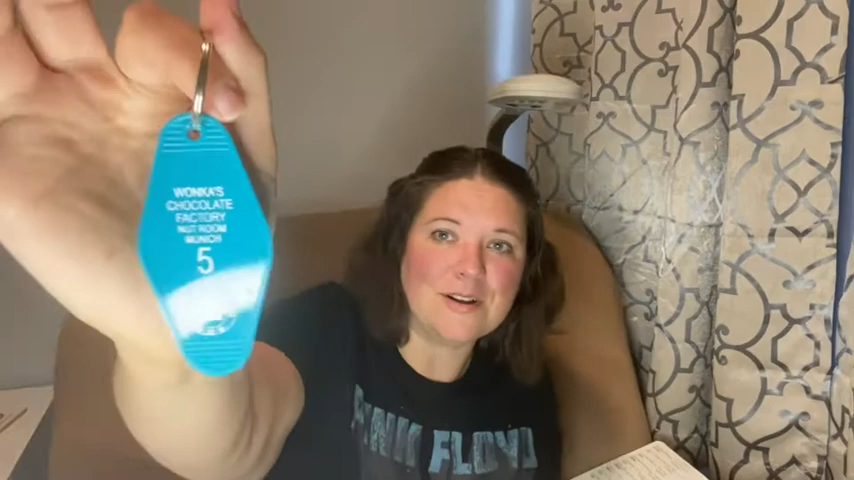 WONKA'S
CHOCOLATE
FACTORY
NUT ROOM
MUNICH
5
PINK
FLOYD